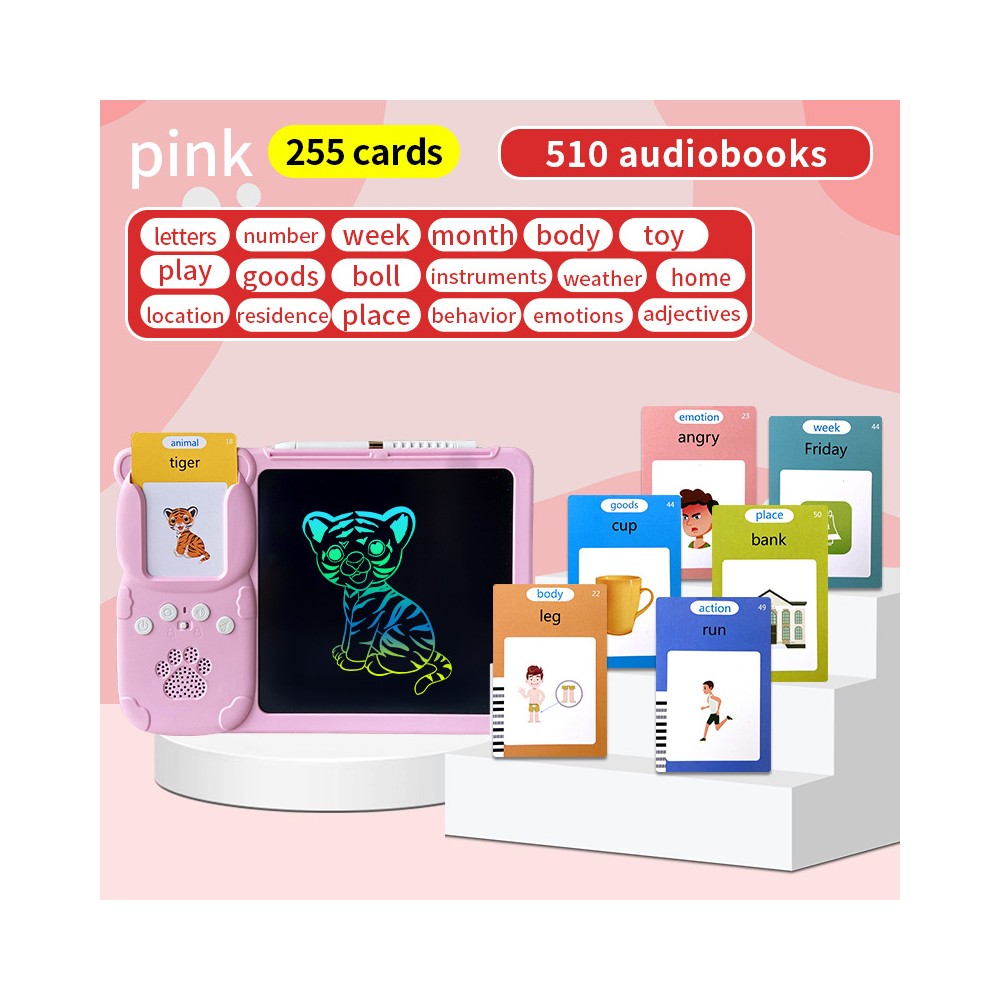 pink 255 cards 510 audiobooks
letters number week month body toy
play goods boll instruments weather home
location residence place behavior emotions adjectives
animal 18
tiger
emotion 23
angry
week 44
Friday
goods 44
cup
place 50
bank
body 22
leg
action 49
run